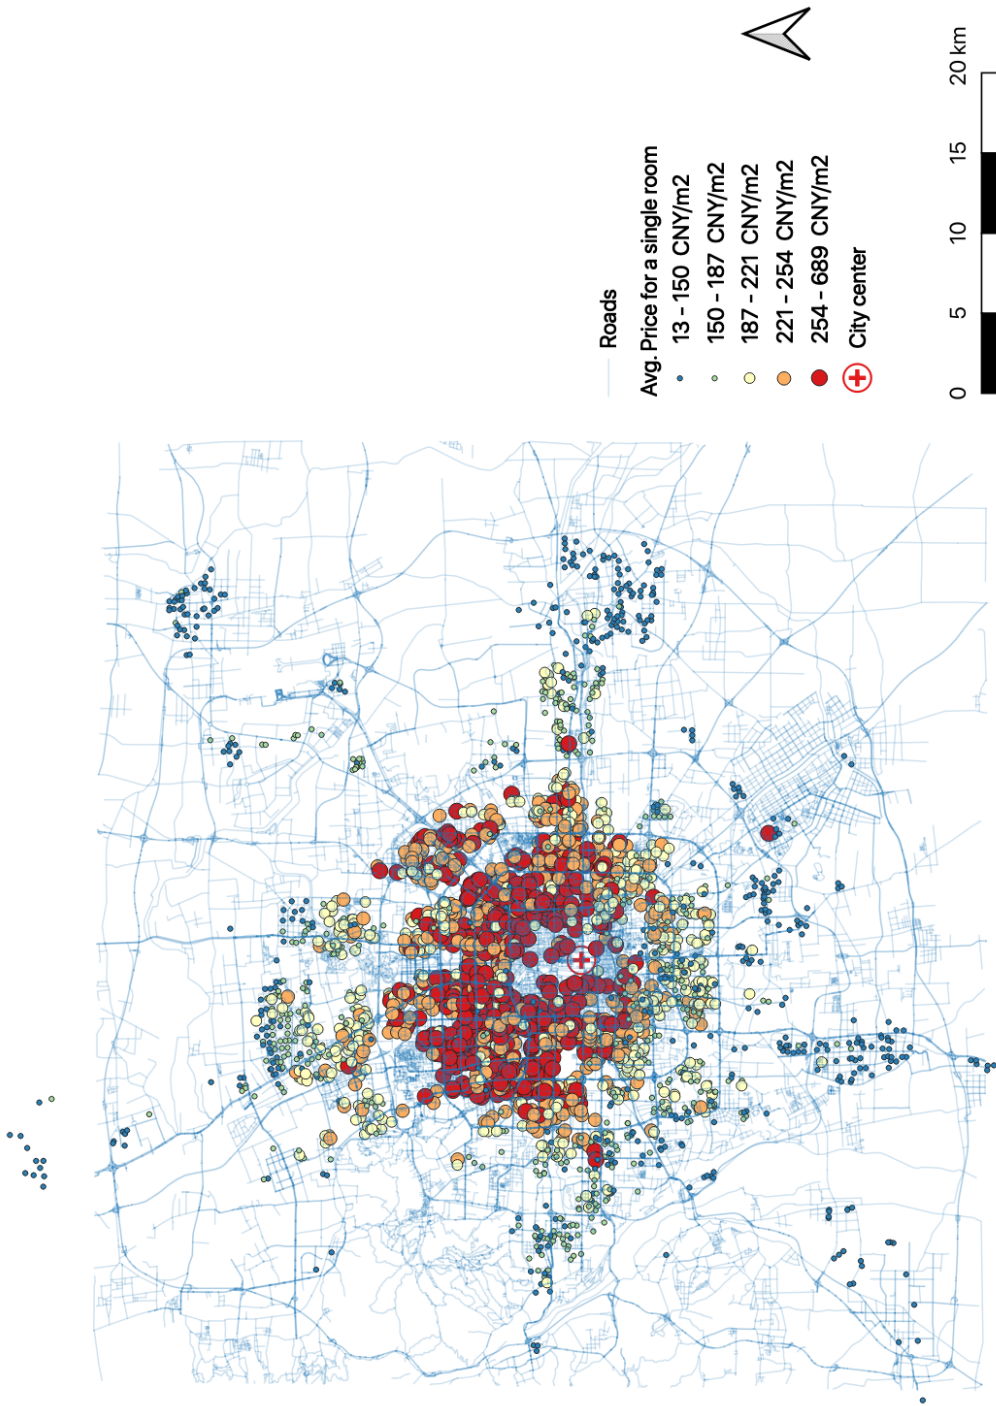 Roads
Avg. Price for a single room
13 - 150 CNY/m2
150 - 187 CNY/m2
187 - 221 CNY/m2
221 - 254 CNY/m2
254 - 689 CNY/m2
City center
0 5 10 15 20 km